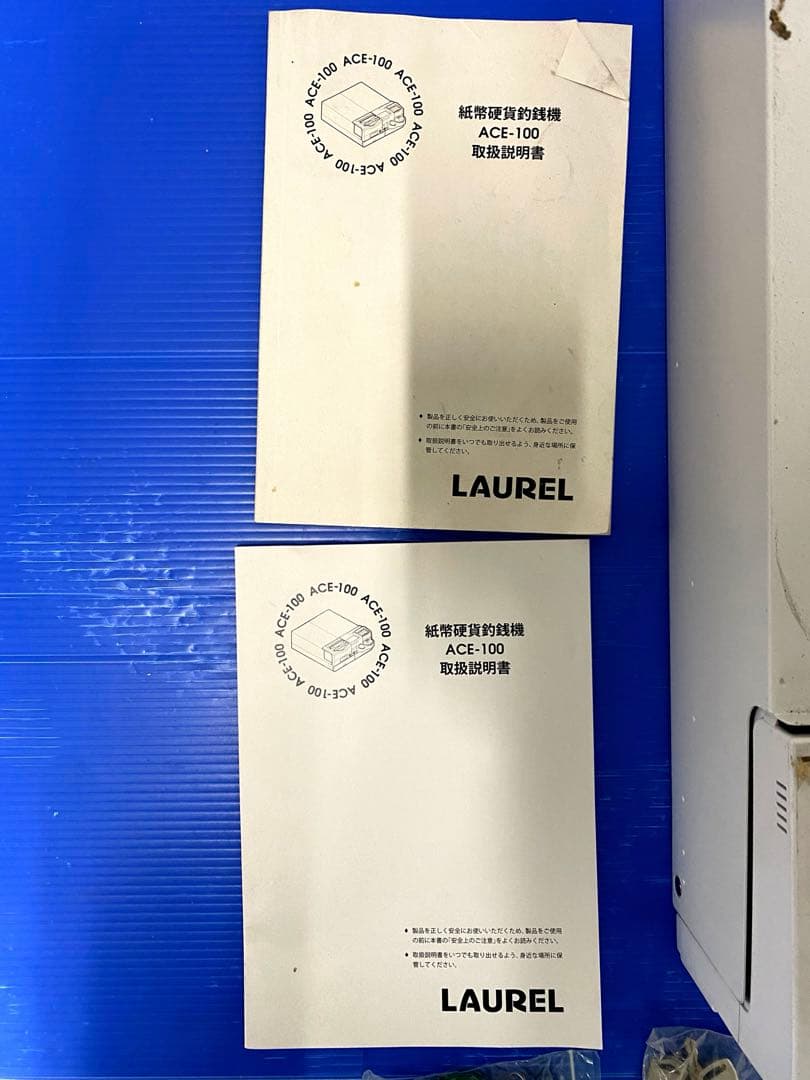 ACE-100 ACE-100 ACE-100 ACE-100 ACE-100 ACE-100
紙幣硬貨釣銭機
ACE-100
取扱説明書
♦ 製品を正しく安全にお使いいただくため、製品をご使用
の前に本書の「安全上のご注意」をよくお読みください。
♦ 取扱説明書をいつでも取り出せるよう、身近な場所に保
管してください。
LAUREL
ACE-100 ACE-100 ACE-100 ACE-100 ACE-100 ACE-100
紙幣硬貨釣銭機
ACE-100
取扱説明書
♦ 製品を正しく安全にお使いいただくため、製品をご使用
の前に本書の「安全上のご注意」をよくお読みください。
♦ 取扱説明書をいつでも取り出せるよう、身近な場所に保
管してください。
LAUREL